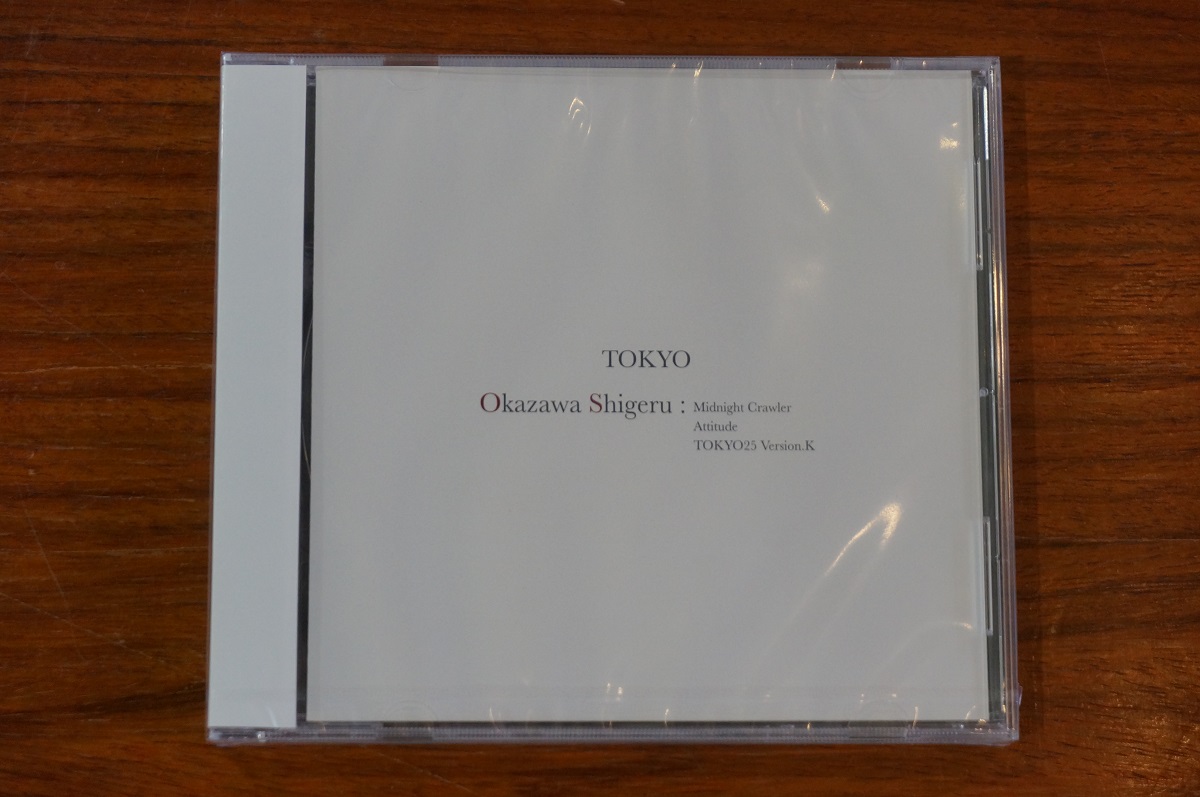 TOKYO
Okazawa Shigeru : Midnight Crawler
Attitude
TOKYO25 Version.K